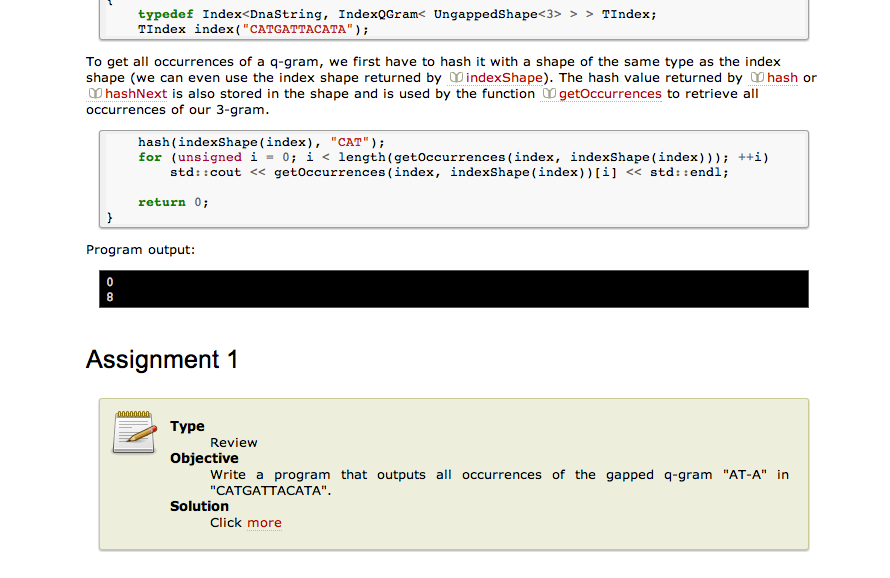 typedef Index<DnaString, IndexQGram< UngappedShape<3> > > TIndex;
TIndex index("CATGATTACATA");
To get all occurrences of a q-gram, we first have to hash it with a shape of the same type as the index
shape (we can even use the index shape returned by indexShape). The hash value returned by hash or
hashNext is also stored in the shape and is used by the function getOccurrences to retrieve all
occurrences of our 3-gram.
hash(indexShape(index), "CAT");
for (unsigned i = 0; i < length(getOccurrences(index, indexShape(index))); ++i)
std::cout << getOccurrences(index, indexShape(index))[i] << std::endl;
return 0;
}
Program output:
0
8
Assignment 1
Type
Review
Objective
Write a program that outputs all occurrences of the gapped q-gram "AT-A" in
"CATGATTACATA".
Solution
Click more